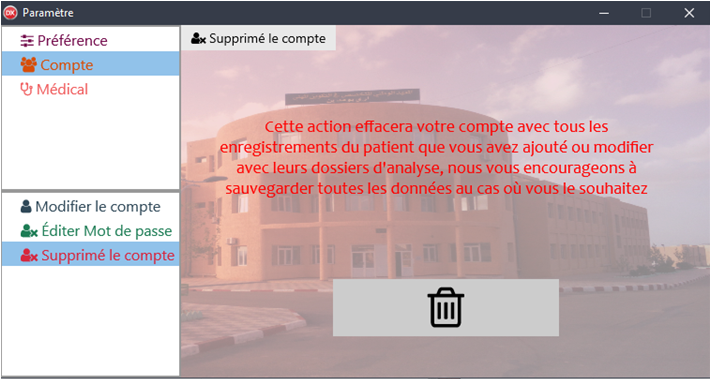 DX Paramètre
Préférence
Compte
Médical
Modifier le compte
Éditer Mot de passe
Supprimé le compte
Supprimé le compte
Cette action effacera votre compte avec tous les
enregistrements du patient que vous avez ajouté ou modifier
avec leurs dossiers d'analyse, nous vous encourageons à
sauvegarder toutes les données au cas où vous le souhaitez